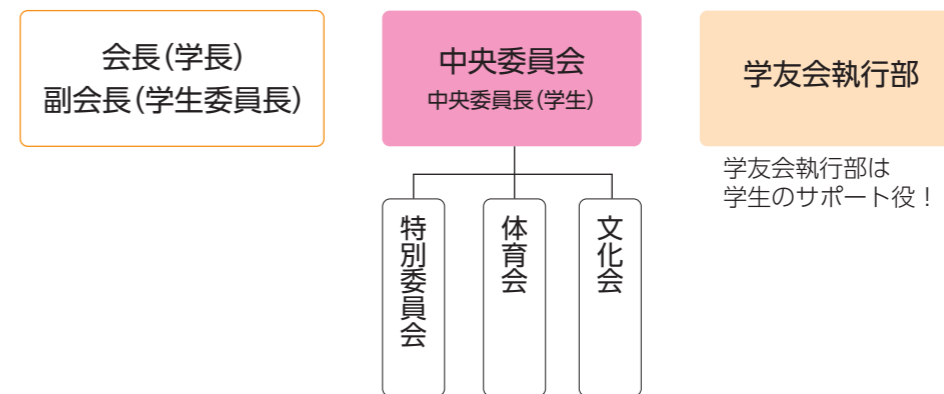 会長(学長)
副会長(学生委員長)
中央委員会
中央委員長(学生)
学友会執行部
学友会執行部は
学生のサポート役！
特別委員会
体育会
文化会